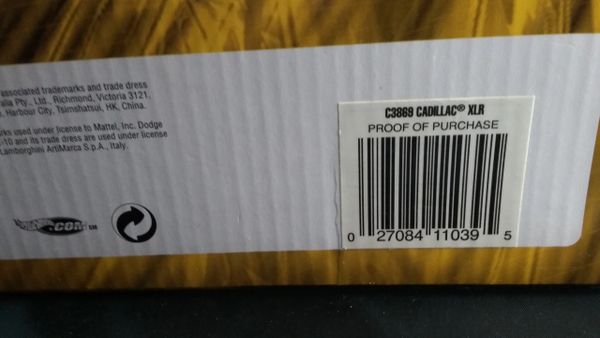 associated trademarks and trade dress
Pty., Ltd., Richmond, Victoria 3121.
Harbour City, Tsimshatsui, HK, China.
used under license to Mattel, Inc. Dodge
-10 and its trade dress are used under license
Lamborghini ArtiMarca S.p.A., Italy.
.COM SM
C3869 CADILLAC® XLR
PROOF OF PURCHASE
0 27084 11039 5